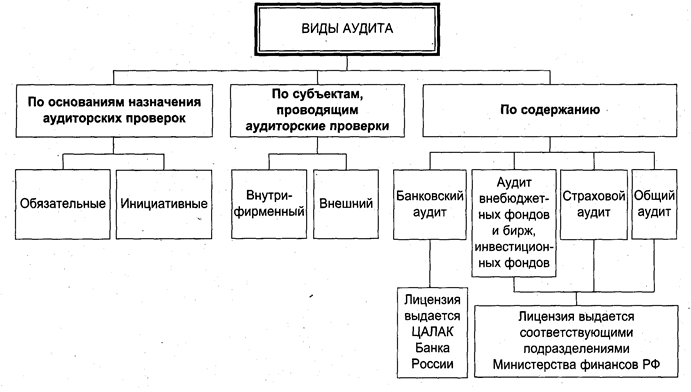 ВИДЫ АУДИТА
По основаниям назначения
аудиторских проверок
По субъектам,
проводящим
аудиторские проверки
По содержанию
Обязательные
Инициативные
Внутри-
фирменный
Внешний
Банковский
аудит
Аудит
внебюджет-
ных фондов
и бирж,
инвестицион-
ных фондов
Страховой
аудит
Общий
аудит
Лицензия
выдается
ЦАЛАК
Банка
России
Лицензия выдается
соответствующими
подразделениями
Министерства финансов РФ